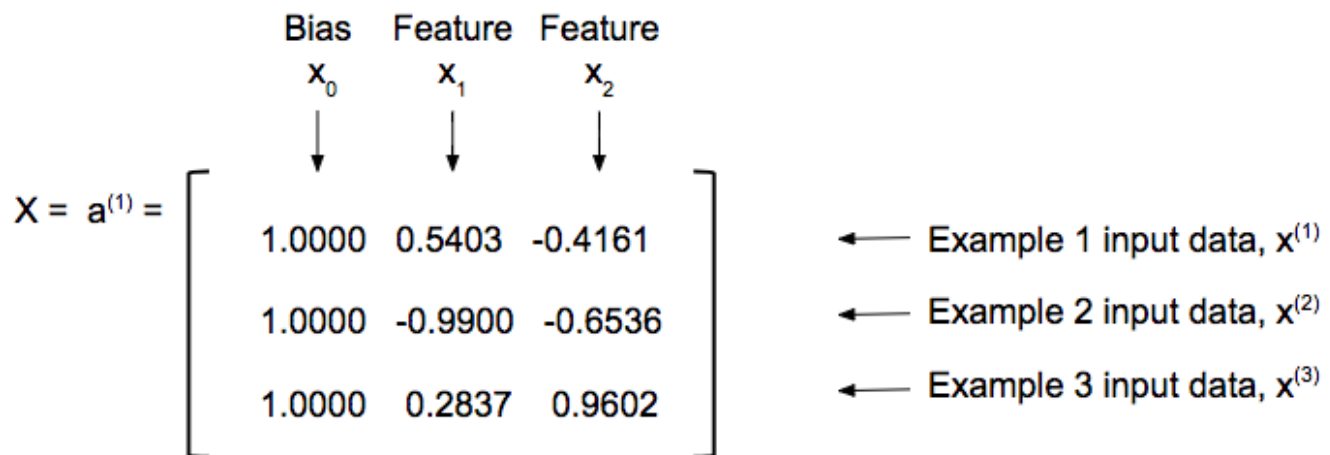 Bias Feature Feature
x₀ x₁ x₂
X = a⁽¹⁾ =
1.0000 0.5403 -0.4161 Example 1 input data, x⁽¹⁾
1.0000 -0.9900 -0.6536 Example 2 input data, x⁽²⁾
1.0000 0.2837 0.9602 Example 3 input data, x⁽³⁾